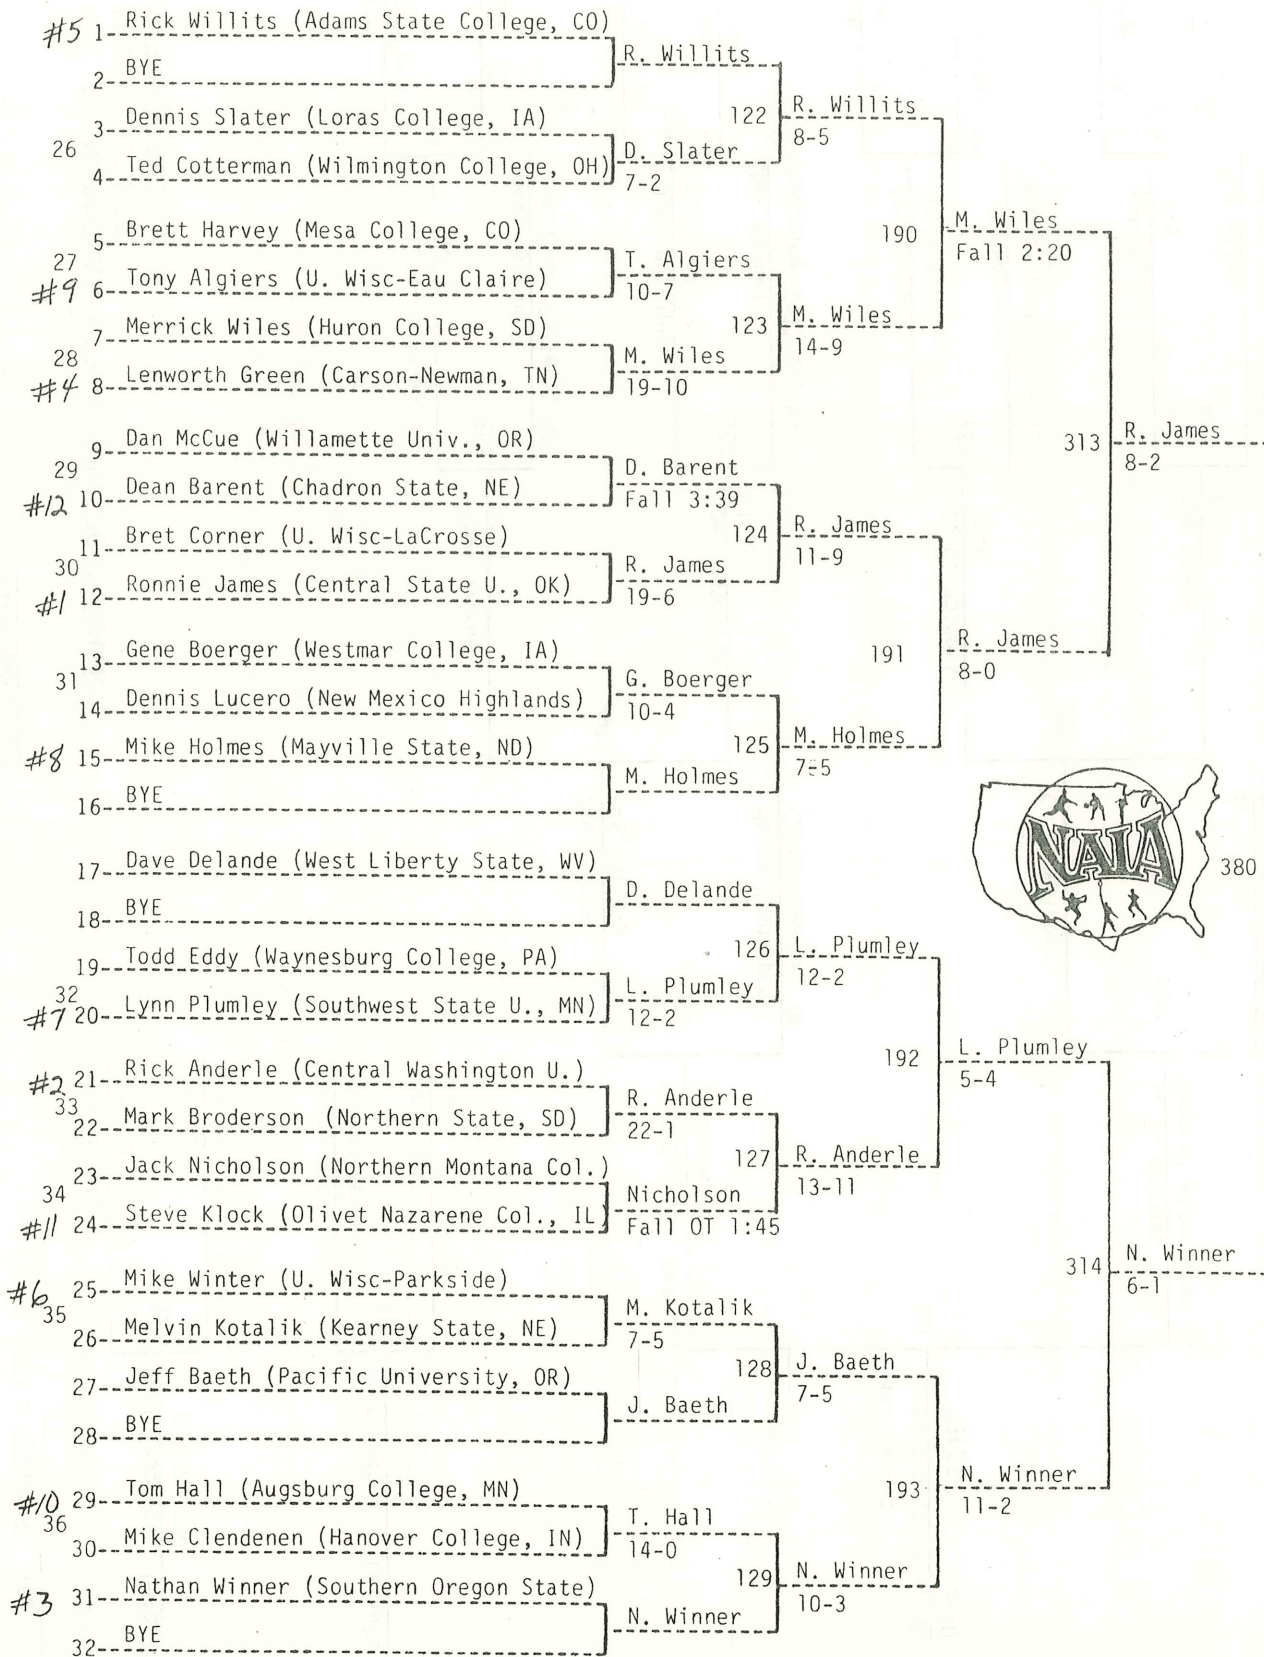 #5 1 Rick Willits (Adams State College, CO)
R. Willits
2 BYE
122 R. Willits
8-5
3 Dennis Slater (Loras College, IA)
26 D. Slater
7-2
4 Ted Cotterman (Wilmington College, OH)
190 M. Wiles
Fall 2:20
5 Brett Harvey (Mesa College, CO)
27 T. Algiers
10-7
#9 6 Tony Algiers (U. Wisc-Eau Claire)
123 M. Wiles
14-9
7 Merrick Wiles (Huron College, SD)
28 M. Wiles
19-10
#4 8 Lenworth Green (Carson-Newman, TN)
313 R. James
8-2
9 Dan McCue (Willamette Univ., OR)
29 D. Barent
Fall 3:39
#12 10 Dean Barent (Chadron State, NE)
124 R. James
11-9
11 Bret Corner (U. Wisc-LaCrosse)
30 R. James
19-6
#1 12 Ronnie James (Central State U., OK)
191 R. James
8-0
13 Gene Boerger (Westmar College, IA)
31 G. Boerger
10-4
14 Dennis Lucero (New Mexico Highlands)
125 M. Holmes
7-5
#8 15 Mike Holmes (Mayville State, ND)
M. Holmes
16 BYE
NAIA
380
17 Dave Delande (West Liberty State, WV)
D. Delande
18 BYE
126 L. Plumley
12-2
19 Todd Eddy (Waynesburg College, PA)
32 L. Plumley
12-2
#7 20 Lynn Plumley (Southwest State U., MN)
192 L. Plumley
5-4
#2 21 Rick Anderle (Central Washington U.)
33 R. Anderle
22-1
22 Mark Broderson (Northern State, SD)
127 R. Anderle
13-11
23 Jack Nicholson (Northern Montana Col.)
34 Nicholson
Fall OT 1:45
#11 24 Steve Klock (Olivet Nazarene Col., IL)
314 N. Winner
6-1
#6 25 Mike Winter (U. Wisc-Parkside)
35 M. Kotalik
7-5
26 Melvin Kotalik (Kearney State, NE)
128 J. Baeth
7-5
27 Jeff Baeth (Pacific University, OR)
J. Baeth
28 BYE
193 N. Winner
11-2
#10 29 Tom Hall (Augsburg College, MN)
36 T. Hall
14-0
30 Mike Clendenen (Hanover College, IN)
129 N. Winner
10-3
#3 31 Nathan Winner (Southern Oregon State)
N. Winner
32 BYE